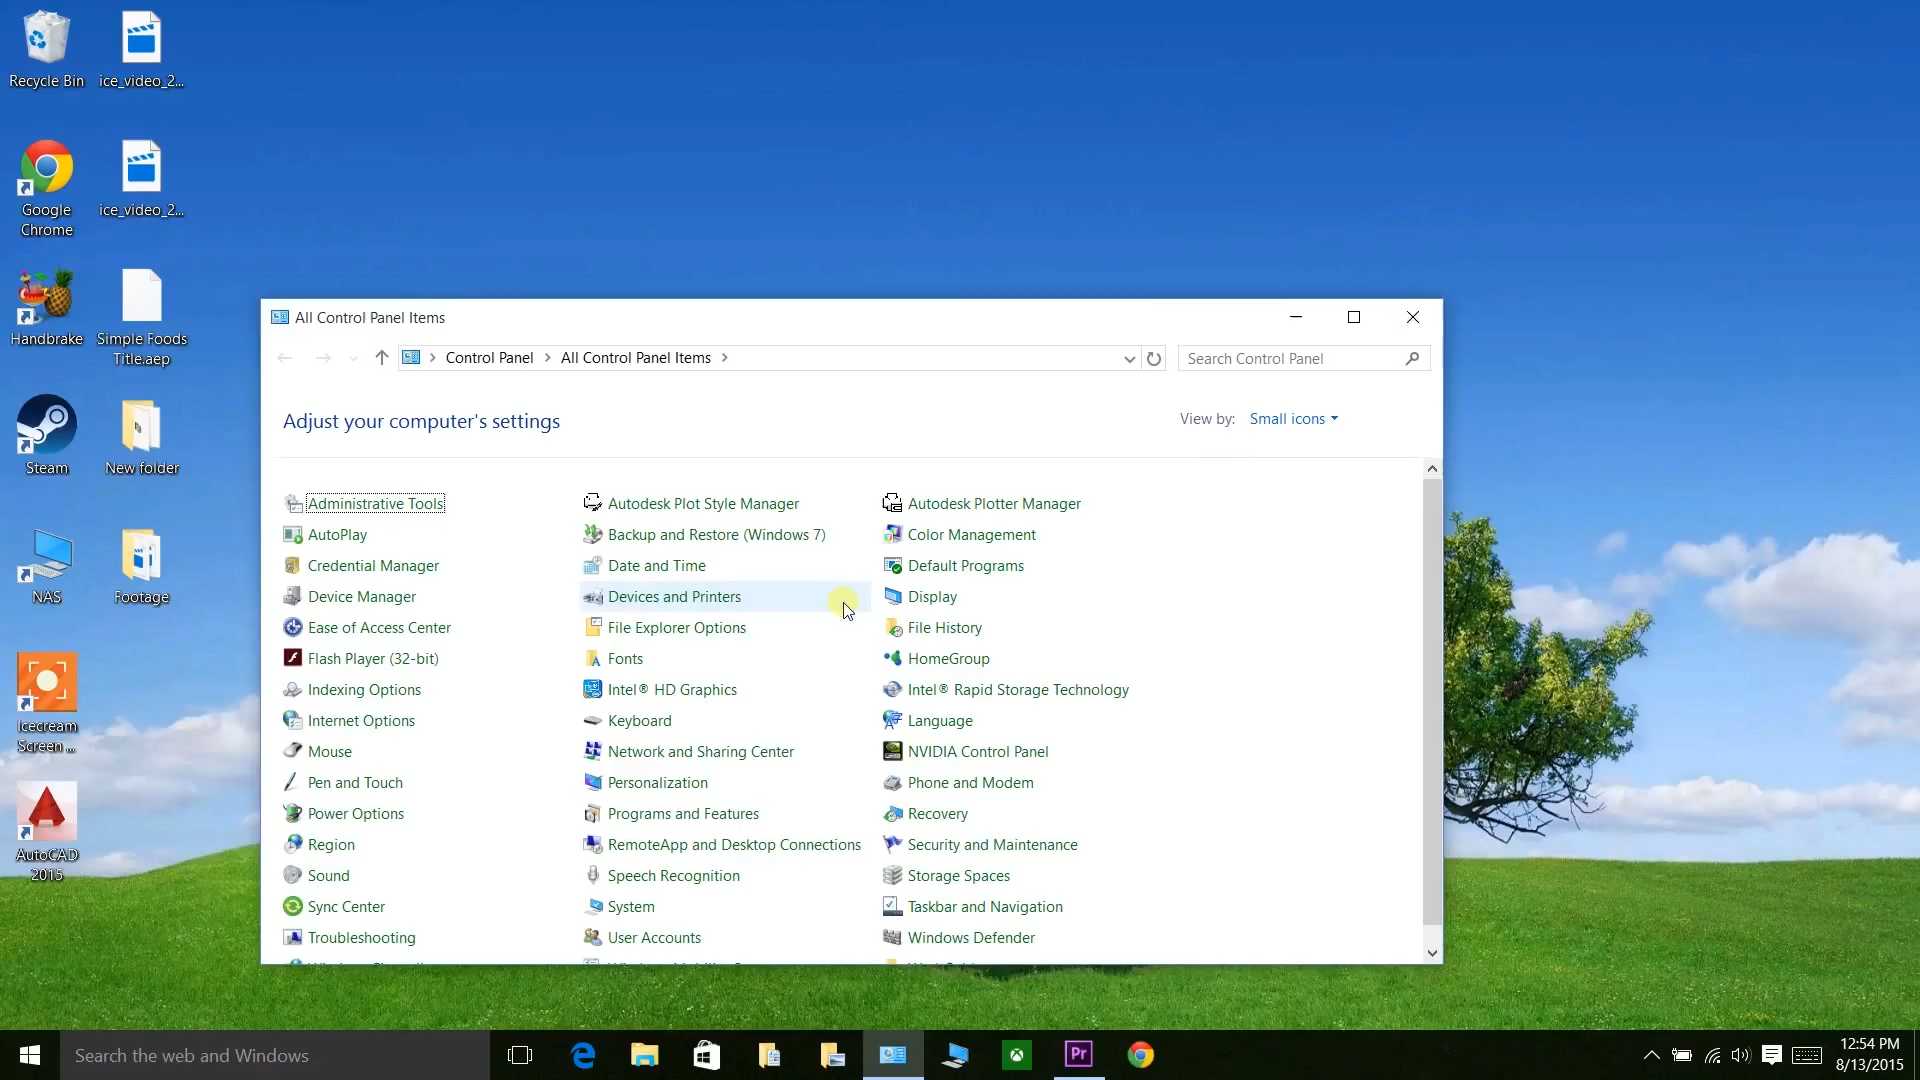 Recycle Bin
ice_video_2...
Google
Chrome
ice_video_2...
Handbrake
Simple Foods
Title.aep
Steam
New folder
NAS
Footage
Icecream
Screen ...
AutoCAD
2015
All Control Panel Items
Control Panel > All Control Panel Items >
Search Control Panel
Adjust your computer's settings
View by: Small icons
Administrative Tools
Autodesk Plot Style Manager
Autodesk Plotter Manager
AutoPlay
Backup and Restore (Windows 7)
Color Management
Credential Manager
Date and Time
Default Programs
Device Manager
Devices and Printers
Display
Ease of Access Center
File Explorer Options
File History
Flash Player (32-bit)
Fonts
HomeGroup
Indexing Options
Intel® HD Graphics
Intel® Rapid Storage Technology
Internet Options
Keyboard
Language
Mouse
Network and Sharing Center
NVIDIA Control Panel
Pen and Touch
Personalization
Phone and Modem
Power Options
Programs and Features
Recovery
Region
RemoteApp and Desktop Connections
Security and Maintenance
Sound
Speech Recognition
Storage Spaces
Sync Center
System
Taskbar and Navigation
Troubleshooting
User Accounts
Windows Defender
Search the web and Windows
Pr
12:54 PM
8/13/2015